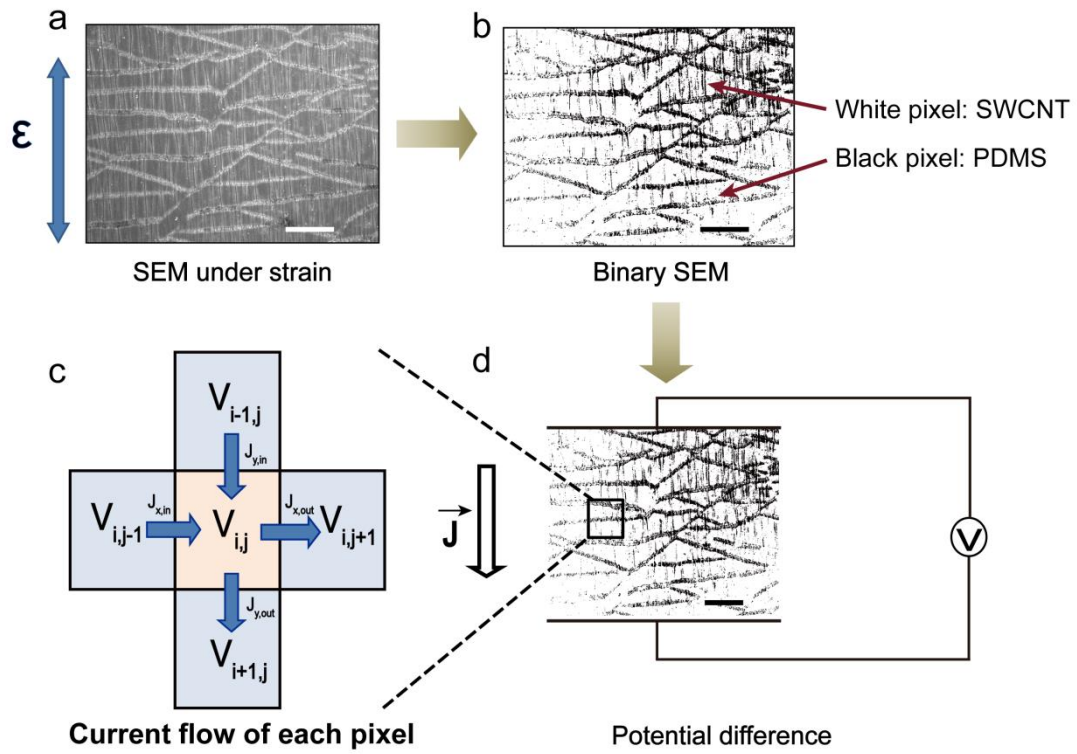 a
b
ε
White pixel: SWCNT
Black pixel: PDMS
SEM under strain
Binary SEM
c
d
V i-1,j
J y,in
V i,j-1
J x,in
V i,j
J x,out
V i,j+1
J y,out
V i+1,j
J
V
Current flow of each pixel
Potential difference